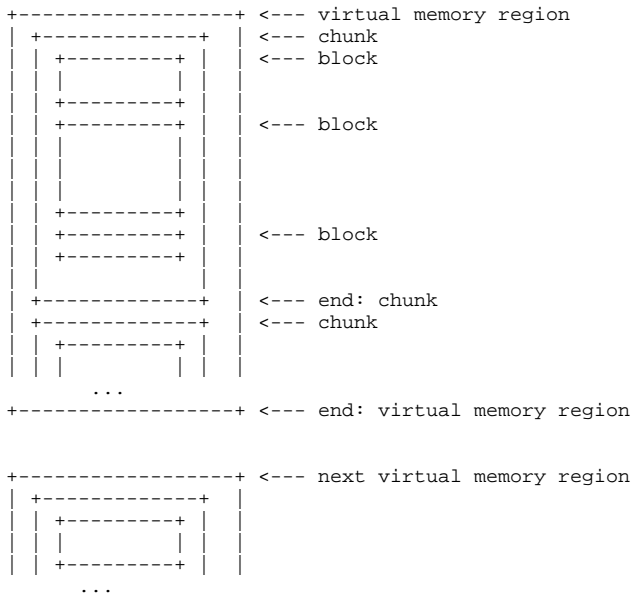 <--- virtual memory region
<--- chunk
<--- block
<--- block
<--- block
<--- end: chunk
<--- chunk
...
<--- end: virtual memory region
<--- next virtual memory region
...